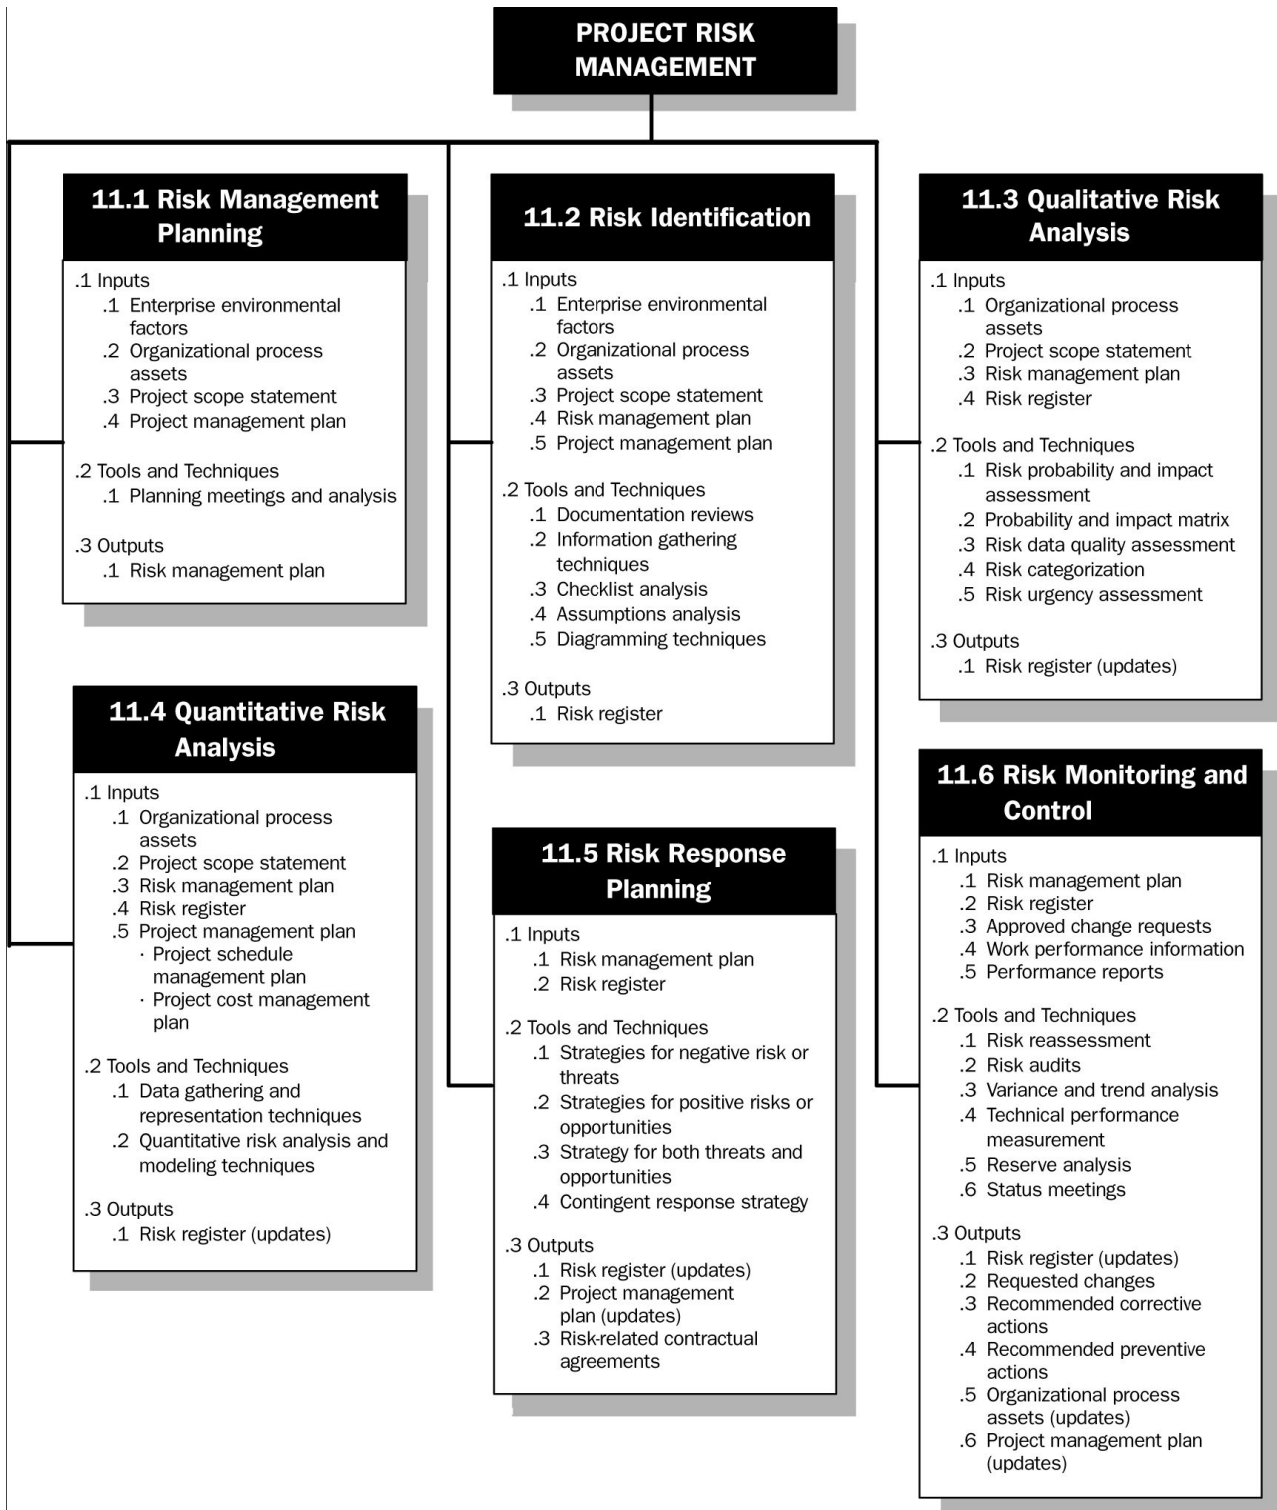 PROJECT RISK
MANAGEMENT
11.1 Risk Management
Planning
.1 Inputs
.1 Enterprise environmental
factors
.2 Organizational process
assets
.3 Project scope statement
.4 Project management plan
.2 Tools and Techniques
.1 Planning meetings and analysis
.3 Outputs
.1 Risk management plan
11.2 Risk Identification
.1 Inputs
.1 Enterprise environmental
factors
.2 Organizational process
assets
.3 Project scope statement
.4 Risk management plan
.5 Project management plan
.2 Tools and Techniques
.1 Documentation reviews
.2 Information gathering
techniques
.3 Checklist analysis
.4 Assumptions analysis
.5 Diagramming techniques
.3 Outputs
.1 Risk register
11.3 Qualitative Risk
Analysis
.1 Inputs
.1 Organizational process
assets
.2 Project scope statement
.3 Risk management plan
.4 Risk register
.2 Tools and Techniques
.1 Risk probability and impact
assessment
.2 Probability and impact matrix
.3 Risk data quality assessment
.4 Risk categorization
.5 Risk urgency assessment
.3 Outputs
.1 Risk register (updates)
11.4 Quantitative Risk
Analysis
.1 Inputs
.1 Organizational process
assets
.2 Project scope statement
.3 Risk management plan
.4 Risk register
.5 Project management plan
· Project schedule
management plan
· Project cost management
plan
.2 Tools and Techniques
.1 Data gathering and
representation techniques
.2 Quantitative risk analysis and
modeling techniques
.3 Outputs
.1 Risk register (updates)
11.5 Risk Response
Planning
.1 Inputs
.1 Risk management plan
.2 Risk register
.2 Tools and Techniques
.1 Strategies for negative risk or
threats
.2 Strategies for positive risks or
opportunities
.3 Strategy for both threats and
opportunities
.4 Contingent response strategy
.3 Outputs
.1 Risk register (updates)
.2 Project management
plan (updates)
.3 Risk-related contractual
agreements
11.6 Risk Monitoring and
Control
.1 Inputs
.1 Risk management plan
.2 Risk register
.3 Approved change requests
.4 Work performance information
.5 Performance reports
.2 Tools and Techniques
.1 Risk reassessment
.2 Risk audits
.3 Variance and trend analysis
.4 Technical performance
measurement
.5 Reserve analysis
.6 Status meetings
.3 Outputs
.1 Risk register (updates)
.2 Requested changes
.3 Recommended corrective
actions
.4 Recommended preventive
actions
.5 Organizational process
assets (updates)
.6 Project management plan
(updates)